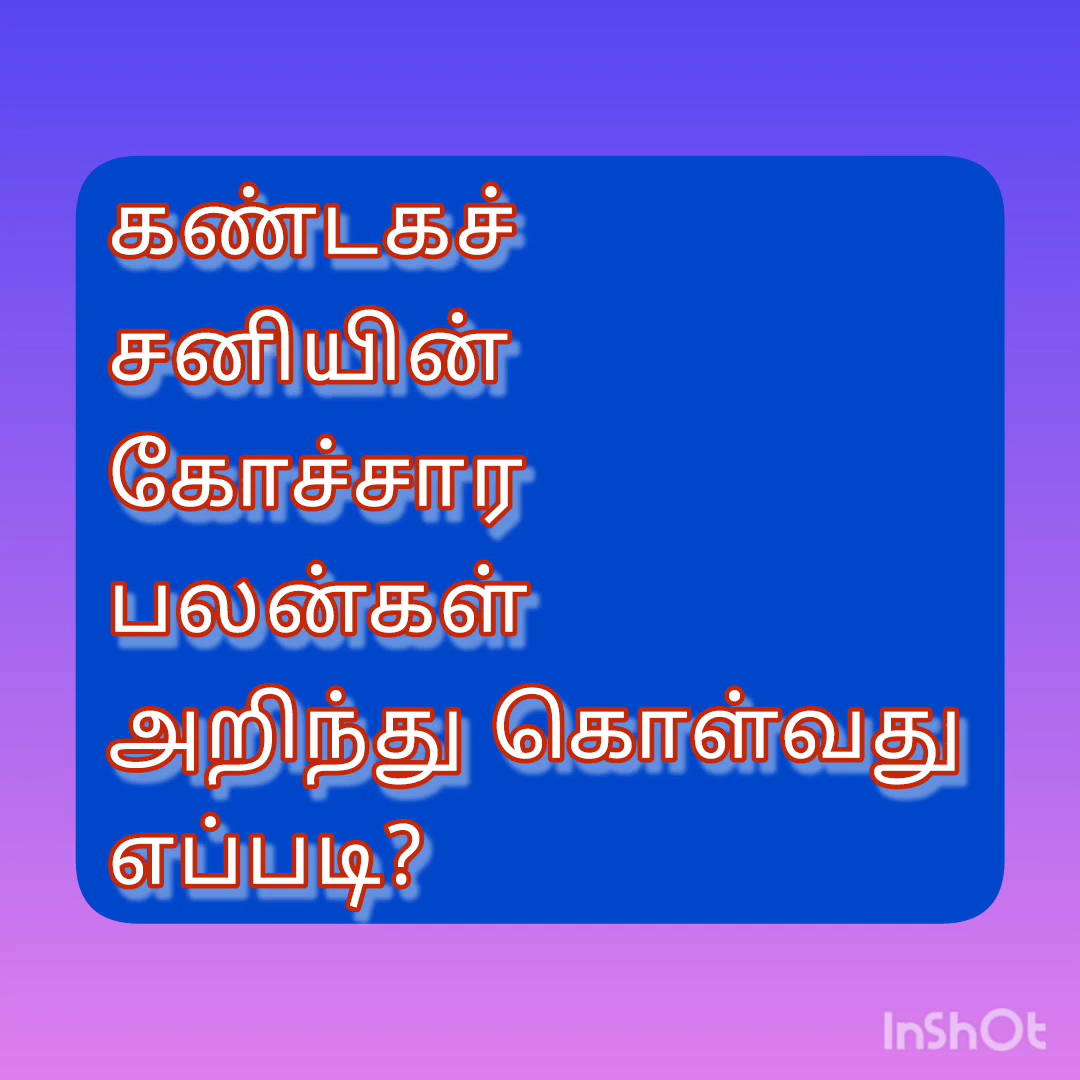 கண்டகச்
சனியின்
கோச்சார
பலன்கள்
அறிந்து கொள்வது
எப்படி?
InShOt